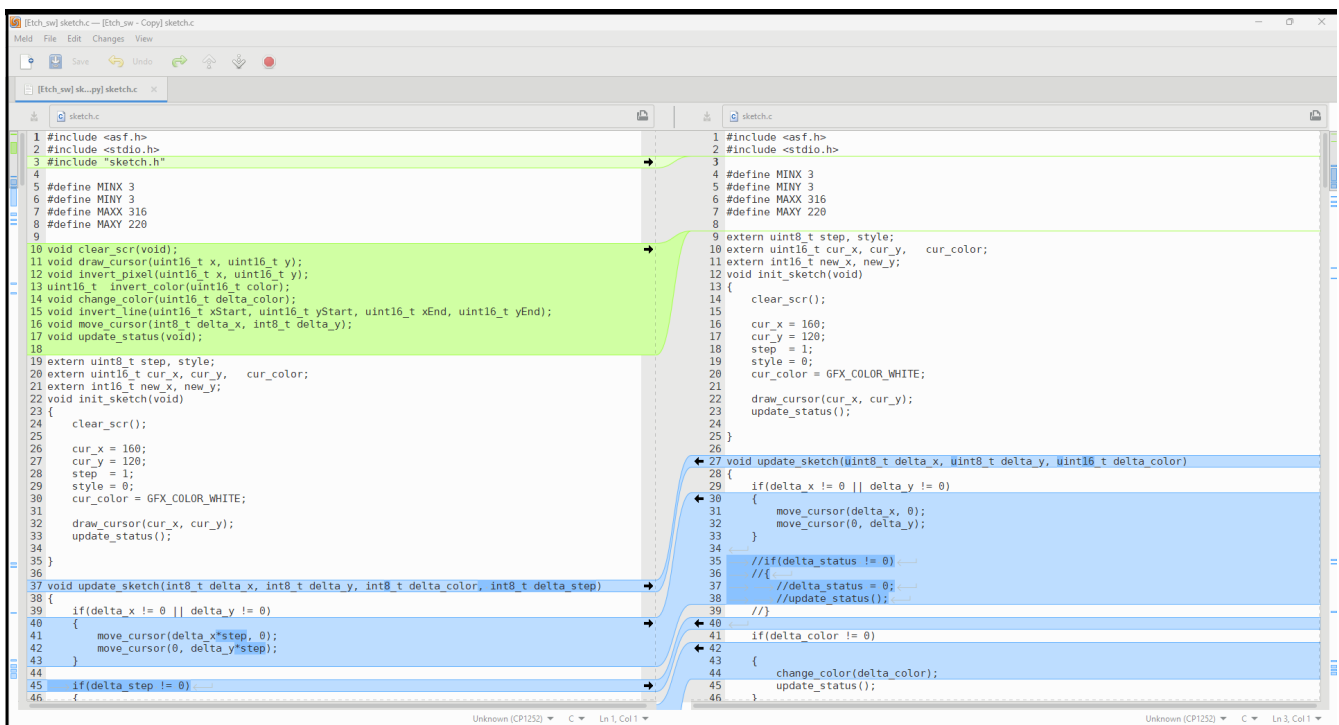 [Etch_sw] sketch.c — [Etch_sw - Copy] sketch.c
Meld File Edit Changes View
Save Undo
[Etch_sw] sk...py] sketch.c
sketch.c
1 #include <asf.h>
2 #include <stdio.h>
3 #include "sketch.h"
4
5 #define MINX 3
6 #define MINY 3
7 #define MAXX 316
8 #define MAXY 220
9
10 void clear_scr(void);
11 void draw_cursor(uint16_t x, uint16_t y);
12 void invert_pixel(uint16_t x, uint16_t y);
13 uint16_t  invert_color(uint16_t color);
14 void change_color(uint16_t delta_color);
15 void invert_line(uint16_t xStart, uint16_t yStart, uint16_t xEnd, uint16_t yEnd);
16 void move_cursor(int8_t delta_x, int8_t delta_y);
17 void update_status(void);
18
19 extern uint8_t step, style;
20 extern uint16_t cur_x, cur_y,   cur_color;
21 extern int16_t new_x, new_y;
22 void init_sketch(void)
23 {
24     clear_scr();
25
26     cur_x = 160;
27     cur_y = 120;
28     step  = 1;
29     style = 0;
30     cur_color = GFX_COLOR_WHITE;
31
32     draw_cursor(cur_x, cur_y);
33     update_status();
34
35 }
36
37 void update_sketch(int8_t delta_x, int8_t delta_y, int8_t delta_color, int8_t delta_step)
38 {
39     if(delta_x != 0 || delta_y != 0)
40     {
41         move_cursor(delta_x*step, 0);
42         move_cursor(0, delta_y*step);
43     }
44
45     if(delta_step != 0)
46     {
sketch.c
1 #include <asf.h>
2 #include <stdio.h>
3
4 #define MINX 3
5 #define MINY 3
6 #define MAXX 316
7 #define MAXY 220
8
9 extern uint8_t step, style;
10 extern uint16_t cur_x, cur_y,   cur_color;
11 extern int16_t new_x, new_y;
12 void init_sketch(void)
13 {
14     clear_scr();
15
16     cur_x = 160;
17     cur_y = 120;
18     step  = 1;
19     style = 0;
20     cur_color = GFX_COLOR_WHITE;
21
22     draw_cursor(cur_x, cur_y);
23     update_status();
24
25 }
26
27 void update_sketch(uint8_t delta_x, uint8_t delta_y, uint16_t delta_color)
28 {
29     if(delta_x != 0 || delta_y != 0)
30     {
31         move_cursor(delta_x, 0);
32         move_cursor(0, delta_y);
33     }
34
35     //if(delta_status != 0)
36     //{
37         //delta_status = 0;
38         //update_status();
39     //}
40
41     if(delta_color != 0)
42
43     {
44         change_color(delta_color);
45         update_status();
46     }
Unknown (CP1252) C Ln 1, Col 1
Unknown (CP1252) C Ln 3, Col 1